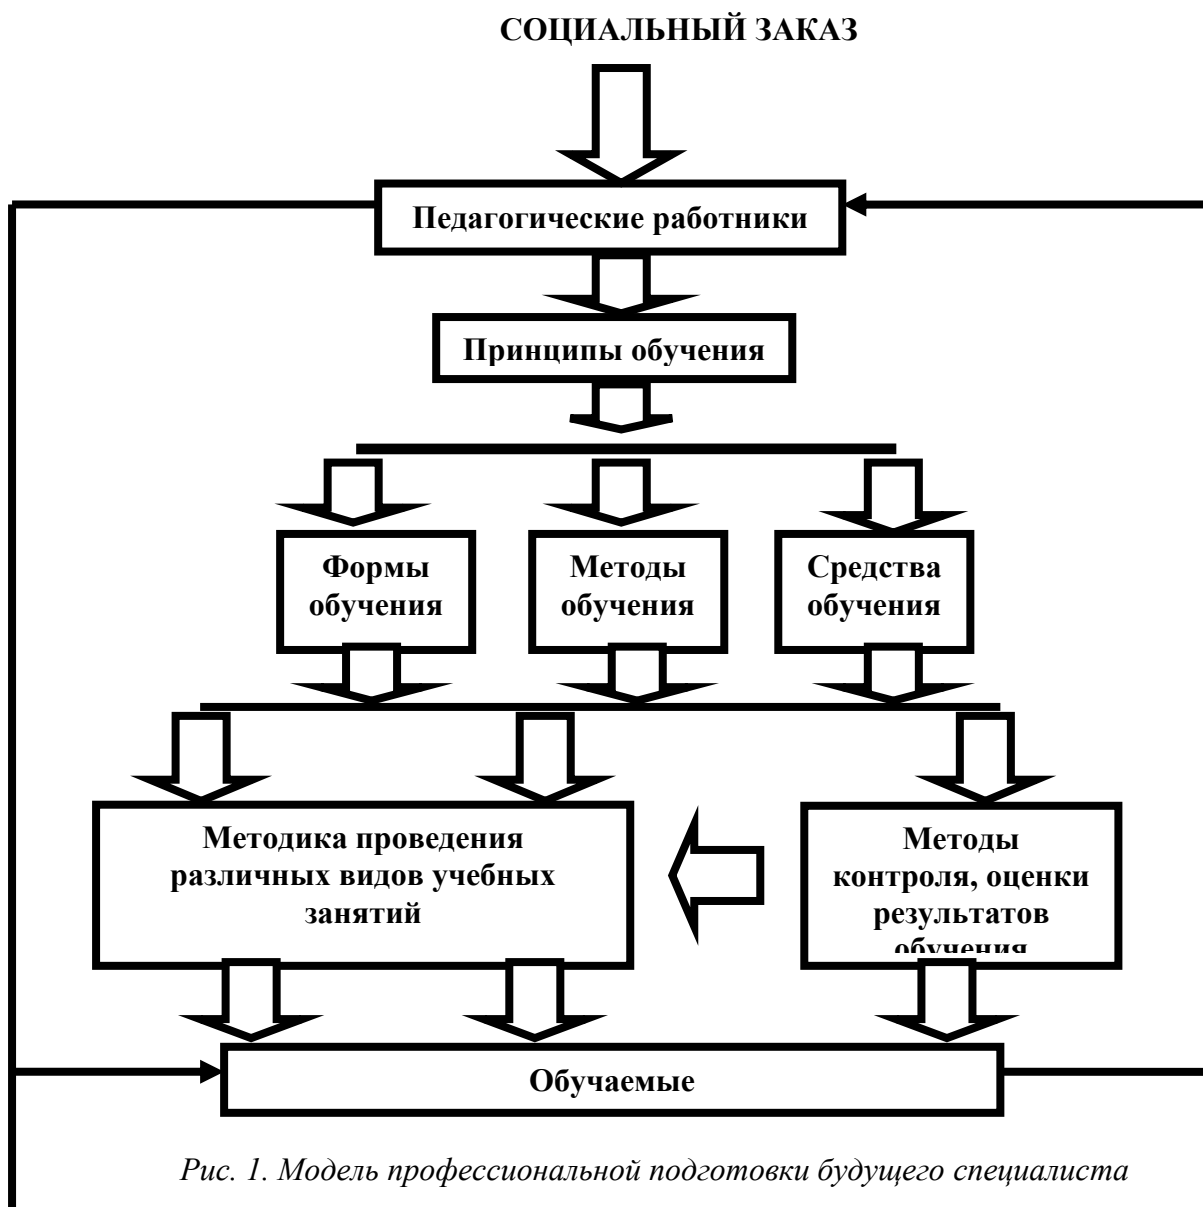 СОЦИАЛЬНЫЙ ЗАКАЗ
Педагогические работники
Принципы обучения
Формы
обучения
Методы
обучения
Средства
обучения
Методика проведения
различных видов учебных
занятий
Методы
контроля, оценки
результатов
обучения
Обучаемые
Рис. 1. Модель профессиональной подготовки будущего специалиста